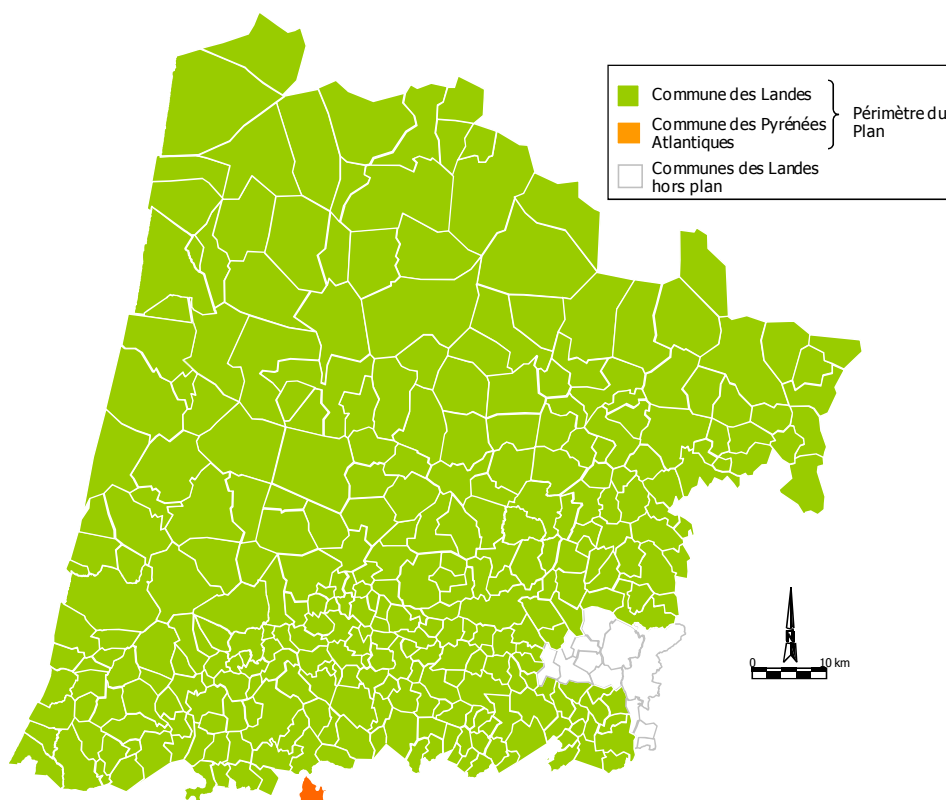 Commune des Landes
Commune des Pyrénées
Atlantiques
Périmètre du
Plan
Communes des Landes
hors plan
N
0 10 km